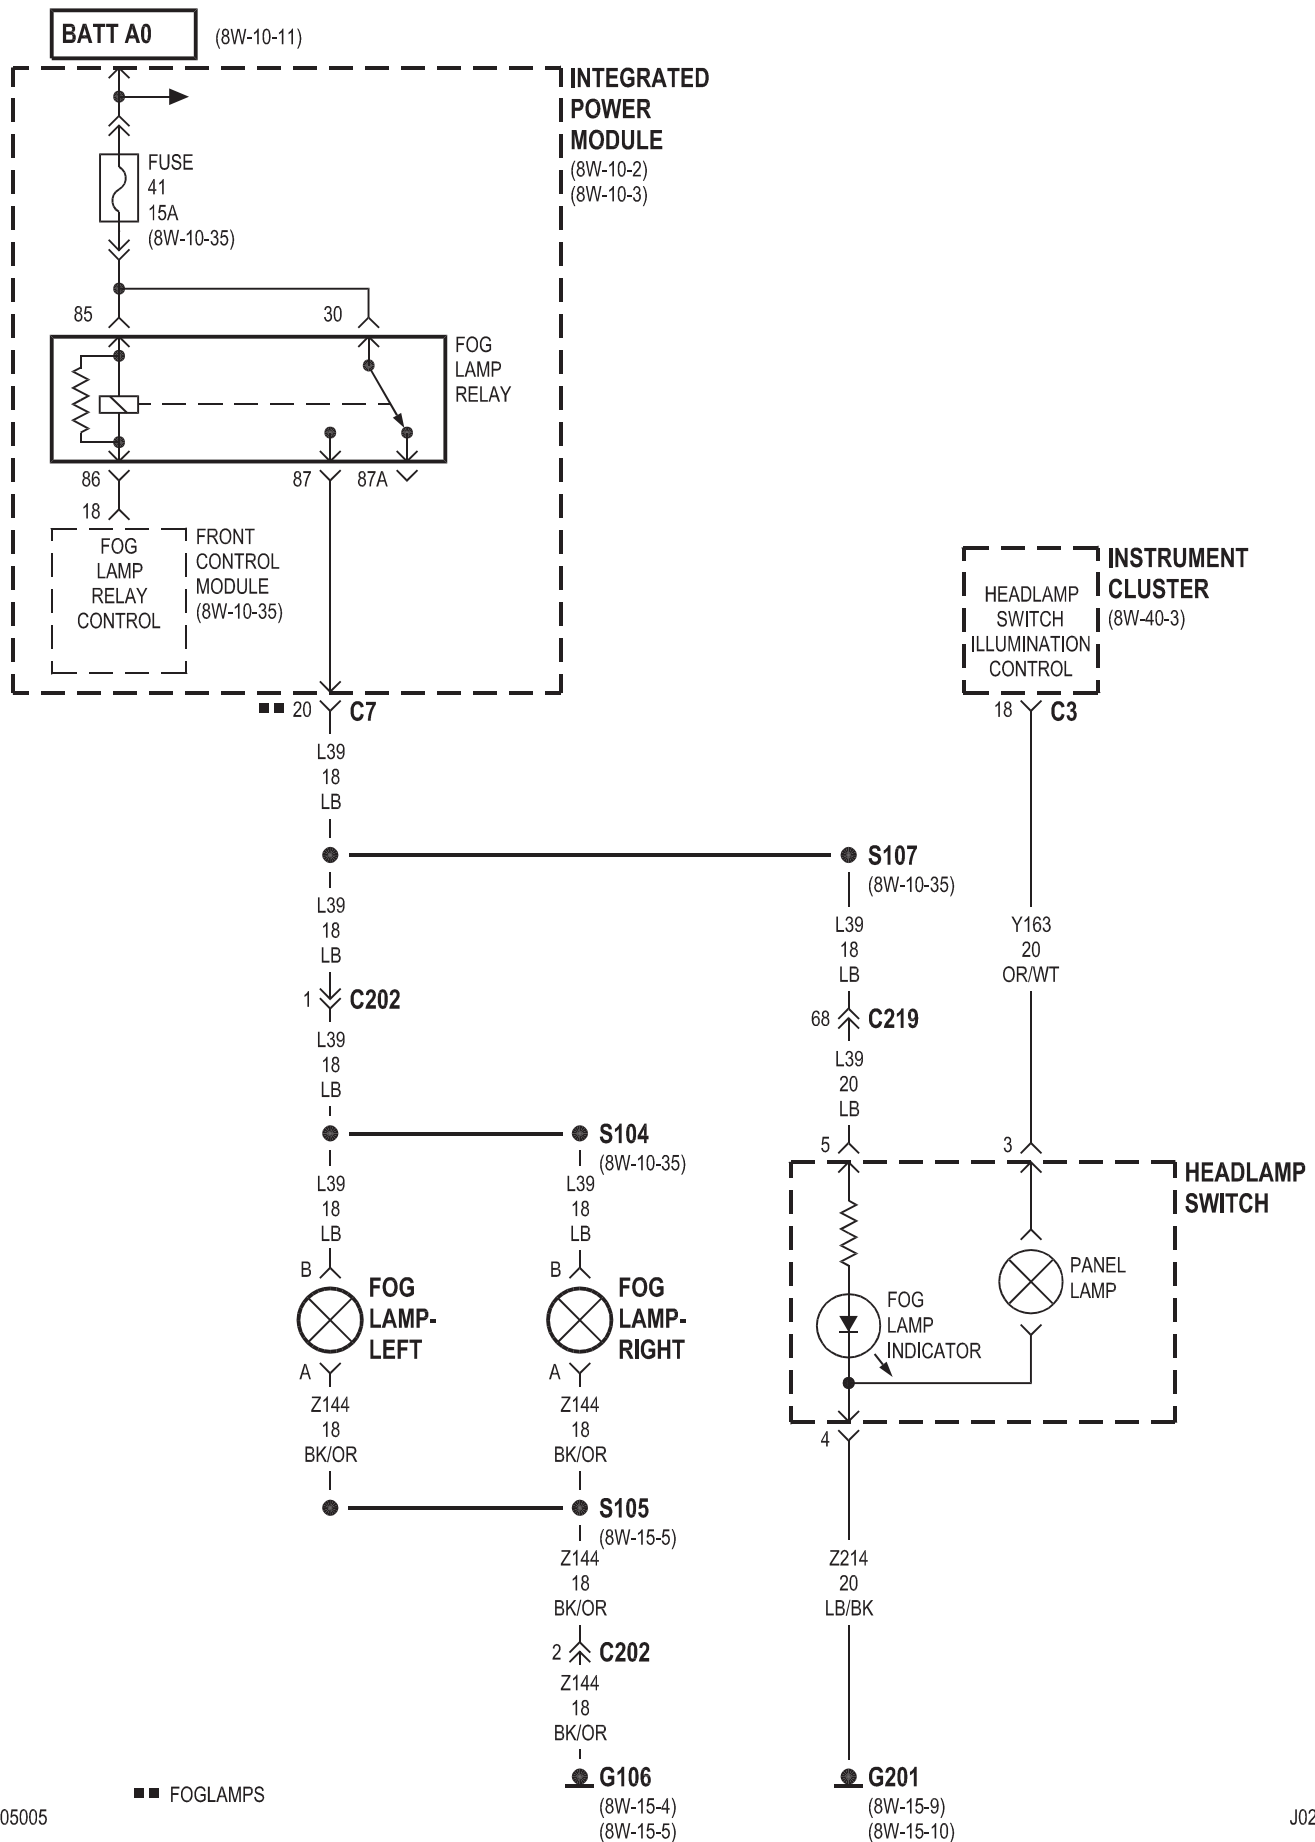 BATT A0
(8W-10-11)
INTEGRATED
POWER
MODULE
(8W-10-2)
(8W-10-3)
FUSE
41
15A
(8W-10-35)
85
30
FOG
LAMP
RELAY
86
87
87A
18
FOG
LAMP
RELAY
CONTROL
FRONT
CONTROL
MODULE
(8W-10-35)
INSTRUMENT
CLUSTER
(8W-40-3)
HEADLAMP
SWITCH
ILLUMINATION
CONTROL
20
C7
18
C3
L39
18
LB
S107
(8W-10-35)
L39
18
LB
L39
18
LB
Y163
20
OR/WT
1
C202
68
C219
L39
18
LB
L39
20
LB
S104
(8W-10-35)
5
3
HEADLAMP
SWITCH
L39
18
LB
L39
18
LB
B
FOG
LAMP-
LEFT
A
B
FOG
LAMP-
RIGHT
A
FOG
LAMP
INDICATOR
PANEL
LAMP
Z144
18
BK/OR
Z144
18
BK/OR
4
S105
(8W-15-5)
Z144
18
BK/OR
Z214
20
LB/BK
2
C202
Z144
18
BK/OR
G106
(8W-15-4)
(8W-15-5)
G201
(8W-15-9)
(8W-15-10)
FOGLAMPS
05005
J02